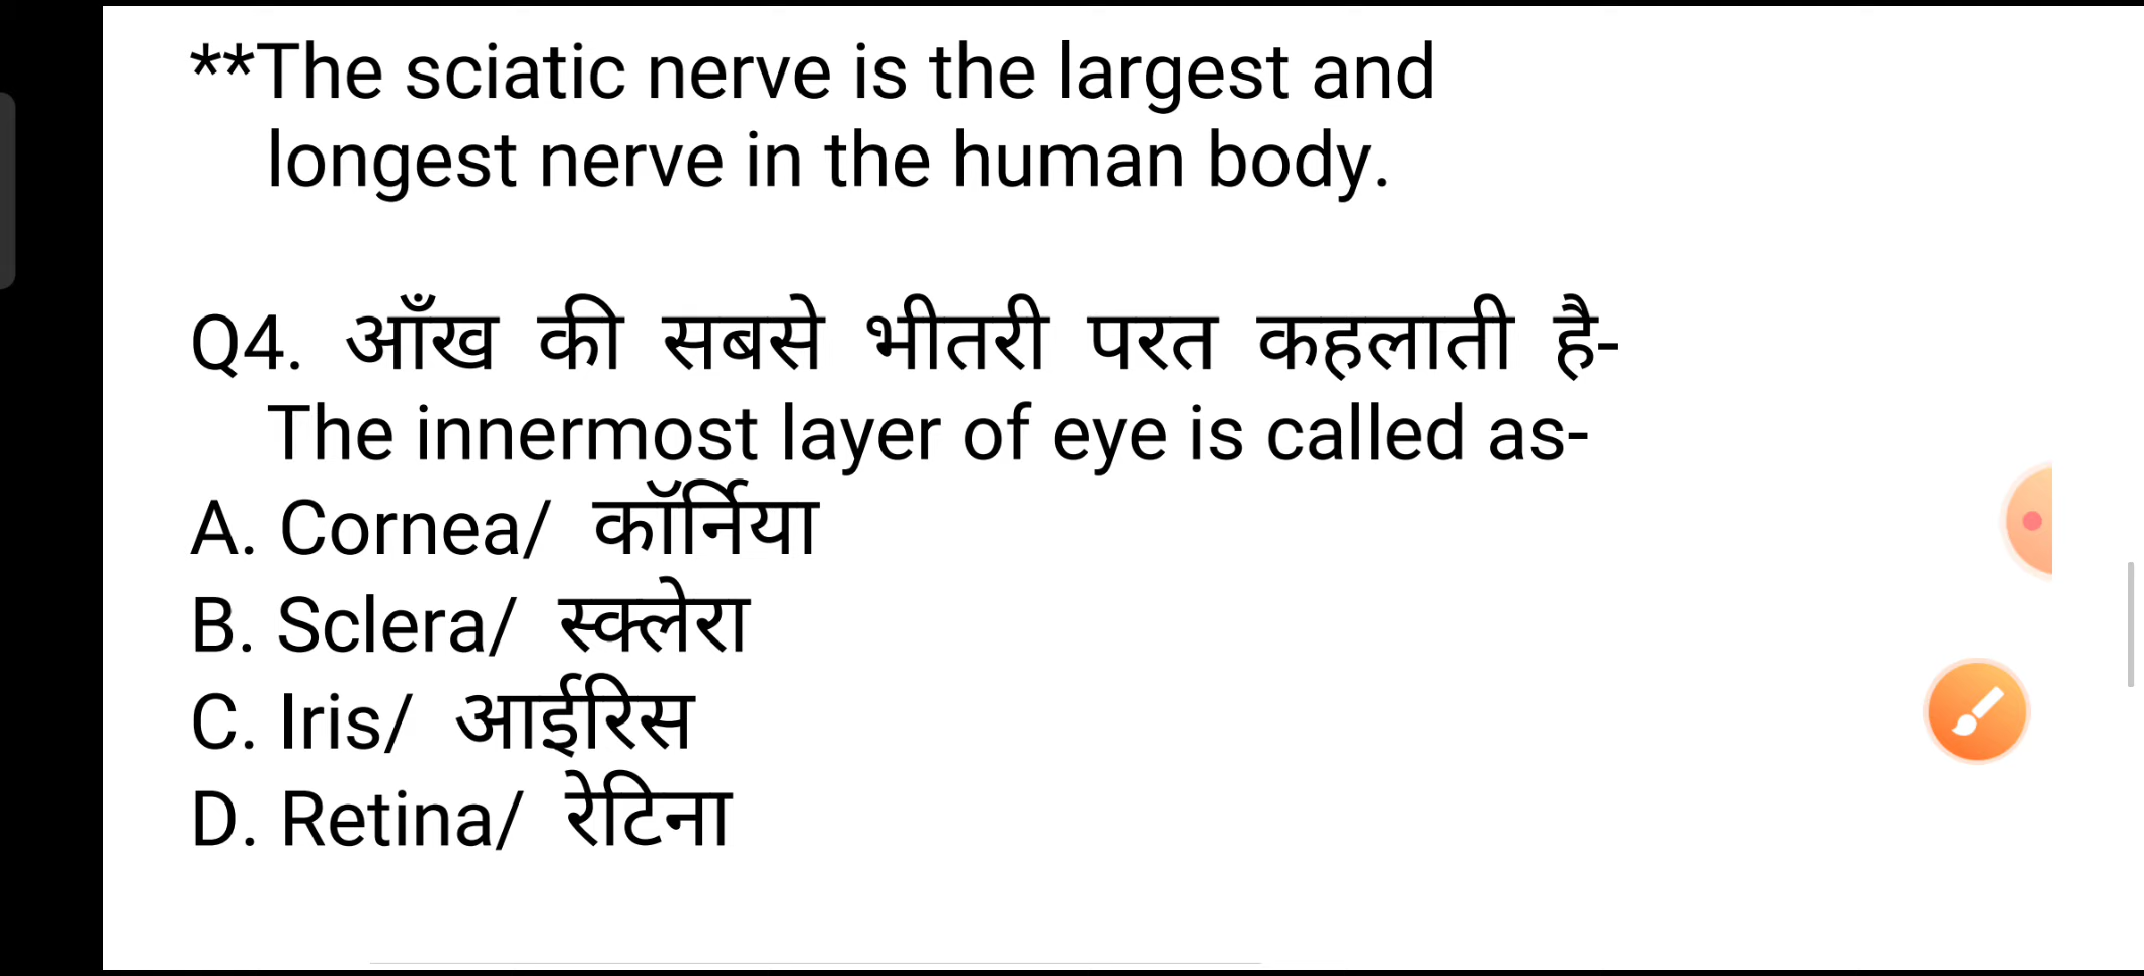 **The sciatic nerve is the largest and
longest nerve in the human body.
Q4. आँख की सबसे भीतरी परत कहलाती है-
The innermost layer of eye is called as-
A. Cornea/ कॉर्निया
B. Sclera/ स्क्लेरा
C. Iris/ आईरिस
D. Retina/ रेटिना